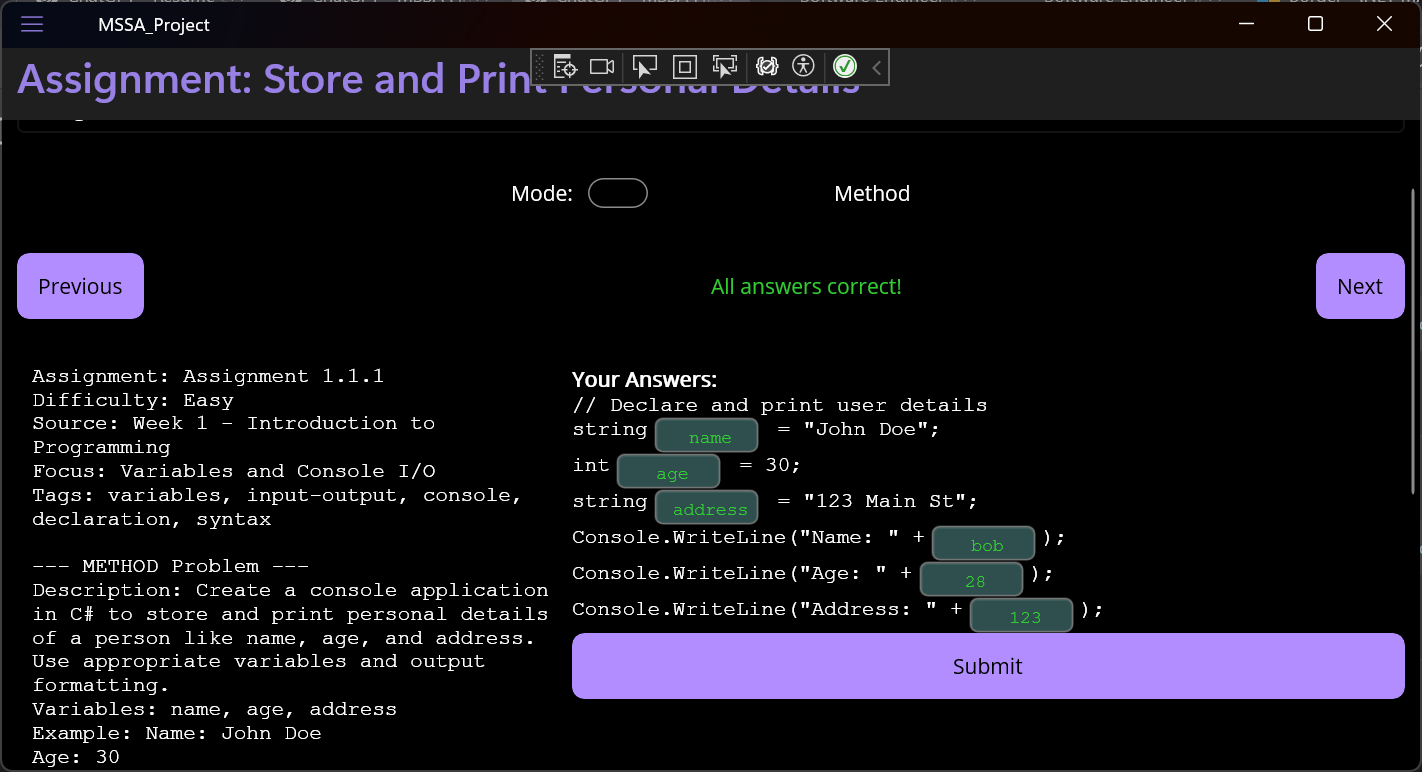 MSSA_Project
Assignment: Store and Print Personal Details
Mode:
Method
Previous
All answers correct!
Next
Assignment: Assignment 1.1.1
Difficulty: Easy
Source: Week 1 - Introduction to
Programming
Focus: Variables and Console I/O
Tags: variables, input-output, console,
declaration, syntax
--- METHOD Problem ---
Description: Create a console application
in C# to store and print personal details
of a person like name, age, and address.
Use appropriate variables and output
formatting.
Variables: name, age, address
Example: Name: John Doe
Age: 30
Your Answers:
// Declare and print user details
string name = "John Doe";
int age = 30;
string address = "123 Main St";
Console.WriteLine("Name: " + bob );
Console.WriteLine("Age: " + 28 );
Console.WriteLine("Address: " + 123 );
Submit